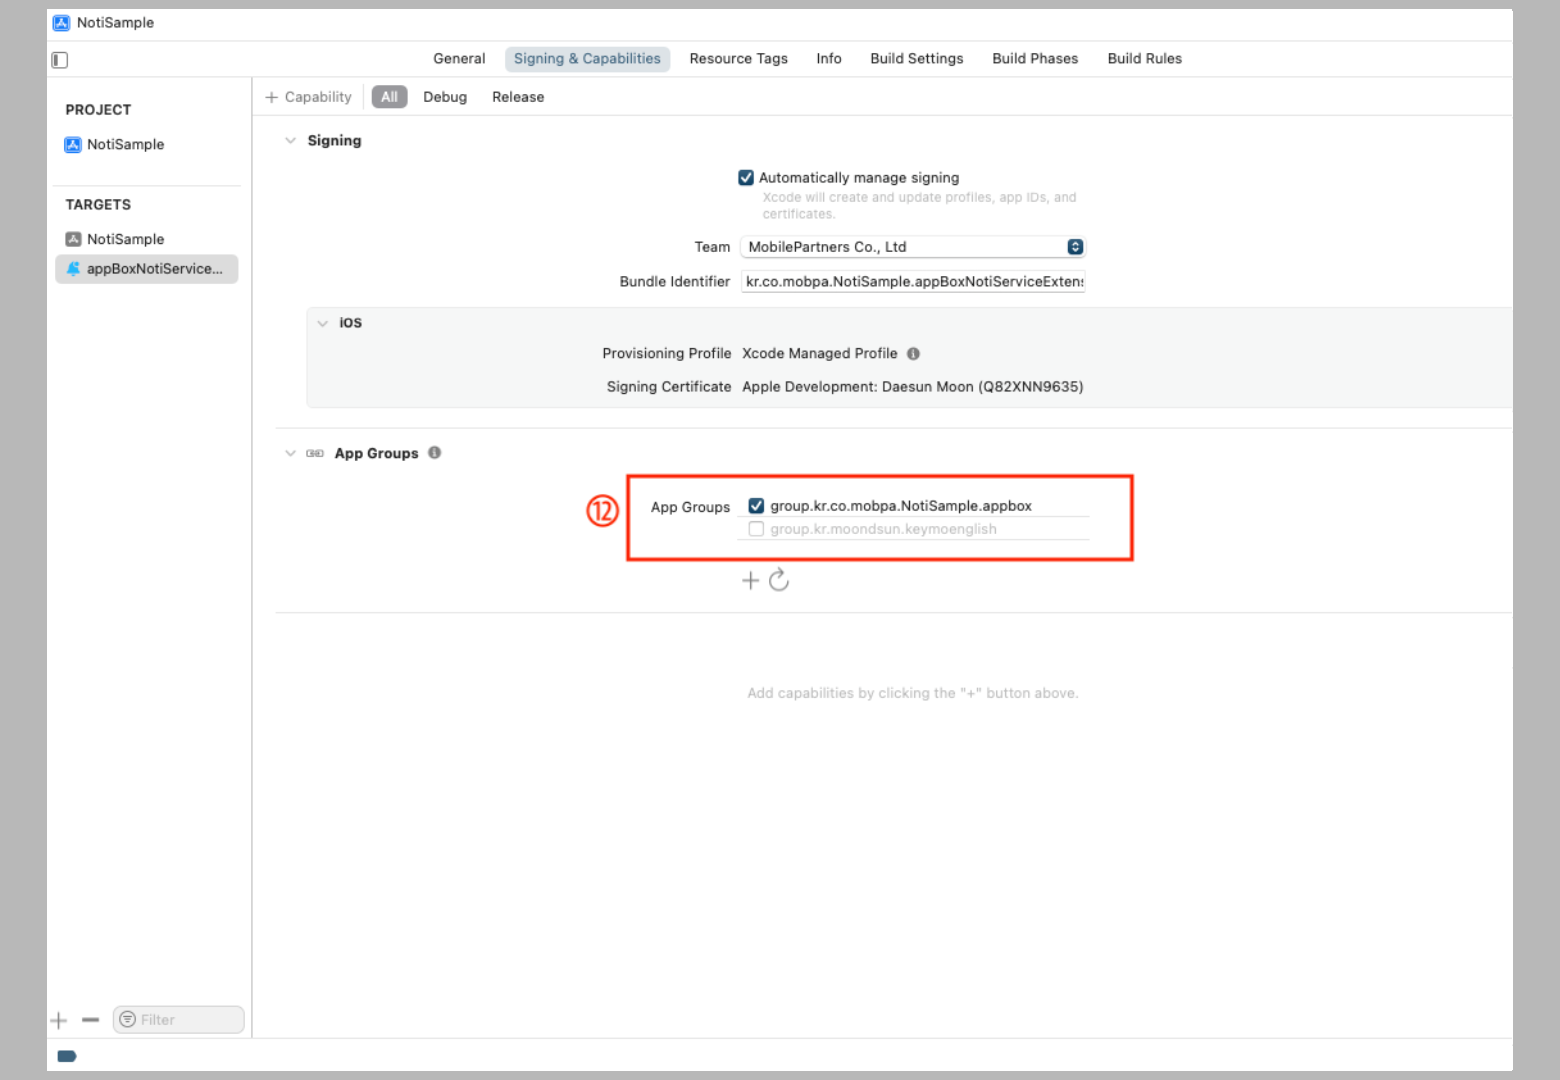 NotiSample
General Signing & Capabilities Resource Tags Info Build Settings Build Phases Build Rules
+ Capability All Debug Release
PROJECT
NotiSample
TARGETS
NotiSample
appBoxNotiService...
Signing
Automatically manage signing
Xcode will create and update profiles, app IDs, and
certificates.
Team MobilePartners Co., Ltd
Bundle Identifier kr.co.mobpa.NotiSample.appBoxNotiServiceExten
iOS
Provisioning Profile Xcode Managed Profile
Signing Certificate Apple Development: Daesun Moon (Q82XNN9635)
App Groups
⑫
App Groups group.kr.co.mobpa.NotiSample.appbox
group.kr.moondsun.keymoenglish
Add capabilities by clicking the "+" button above.
Filter